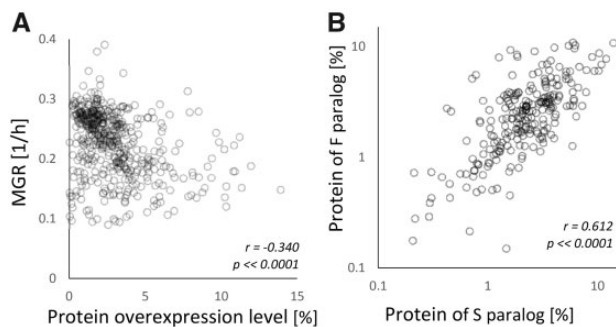 A
0.4
0.3
0.2
0.1
0
MGR [1/h]
r = -0.340
p << 0.0001
0
5
10
15
Protein overexpression level [%]
B
10
1
0.1
Protein of F paralog [%]
r = 0.612
p << 0.0001
1
10
Protein of S paralog [%]